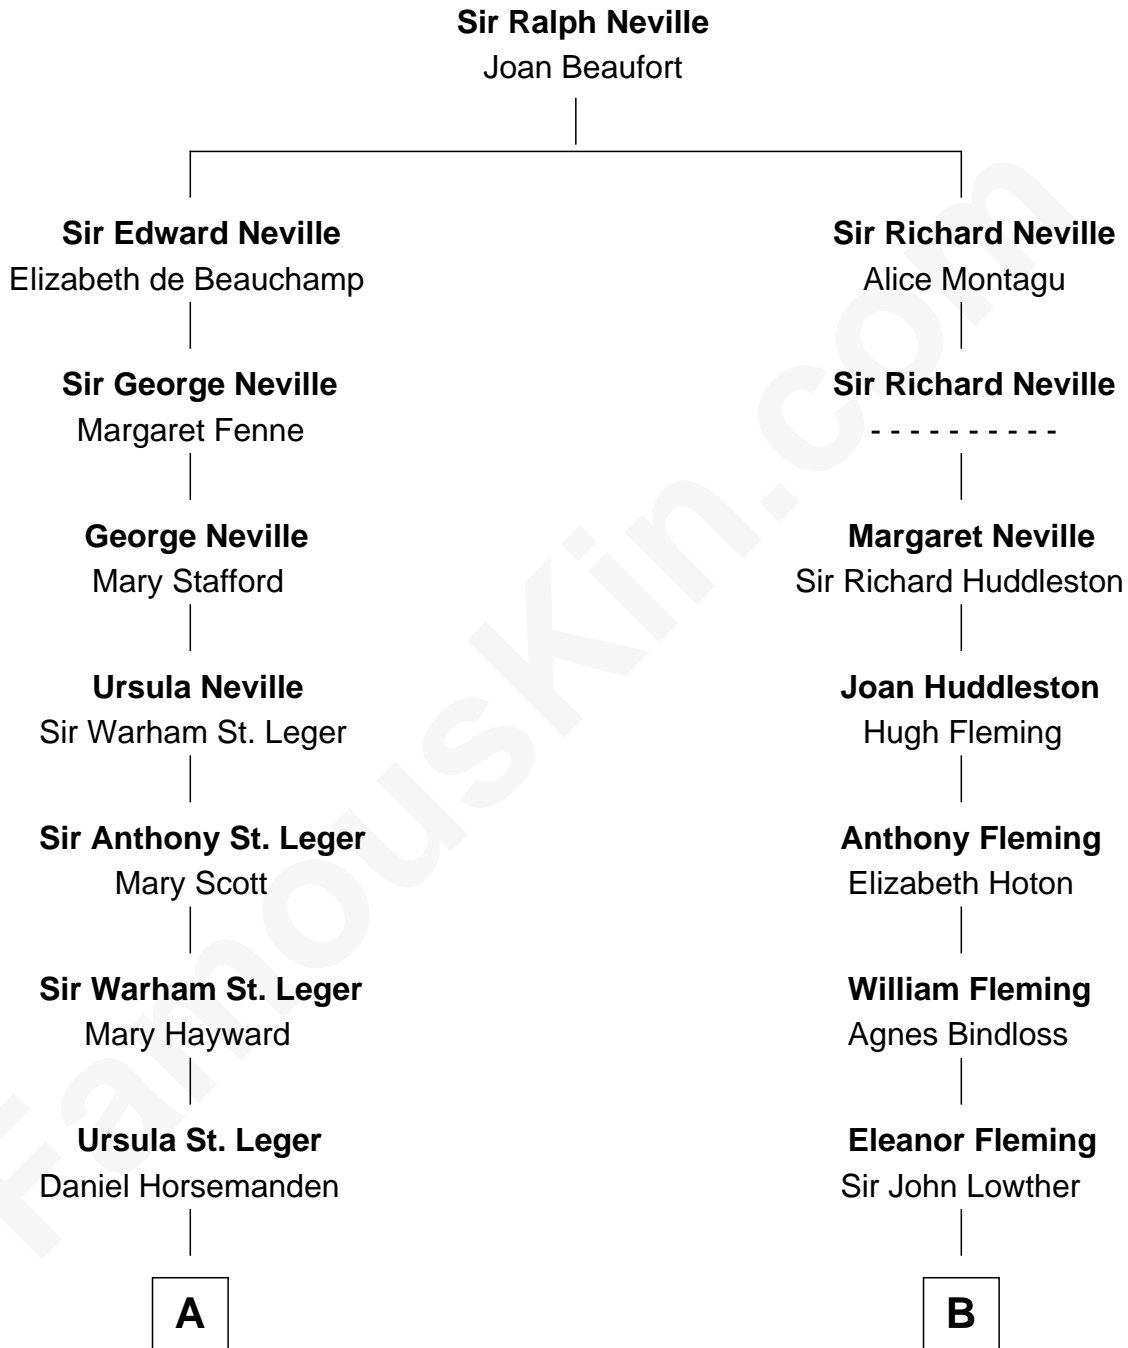 Sir Ralph Neville
Joan Beaufort
Sir Edward Neville
Elizabeth de Beauchamp
Sir Richard Neville
Alice Montagu
Sir George Neville
Margaret Fenne
Sir Richard Neville
- - - - - - - - - -
George Neville
Mary Stafford
Margaret Neville
Sir Richard Huddleston
Ursula Neville
Sir Warham St. Leger
Joan Huddleston
Hugh Fleming
Sir Anthony St. Leger
Mary Scott
Anthony Fleming
Elizabeth Hoton
Sir Warham St. Leger
Mary Hayward
William Fleming
Agnes Bindloss
Ursula St. Leger
Daniel Horsemanden
Eleanor Fleming
Sir John Lowther
A
B
FamousKin.com